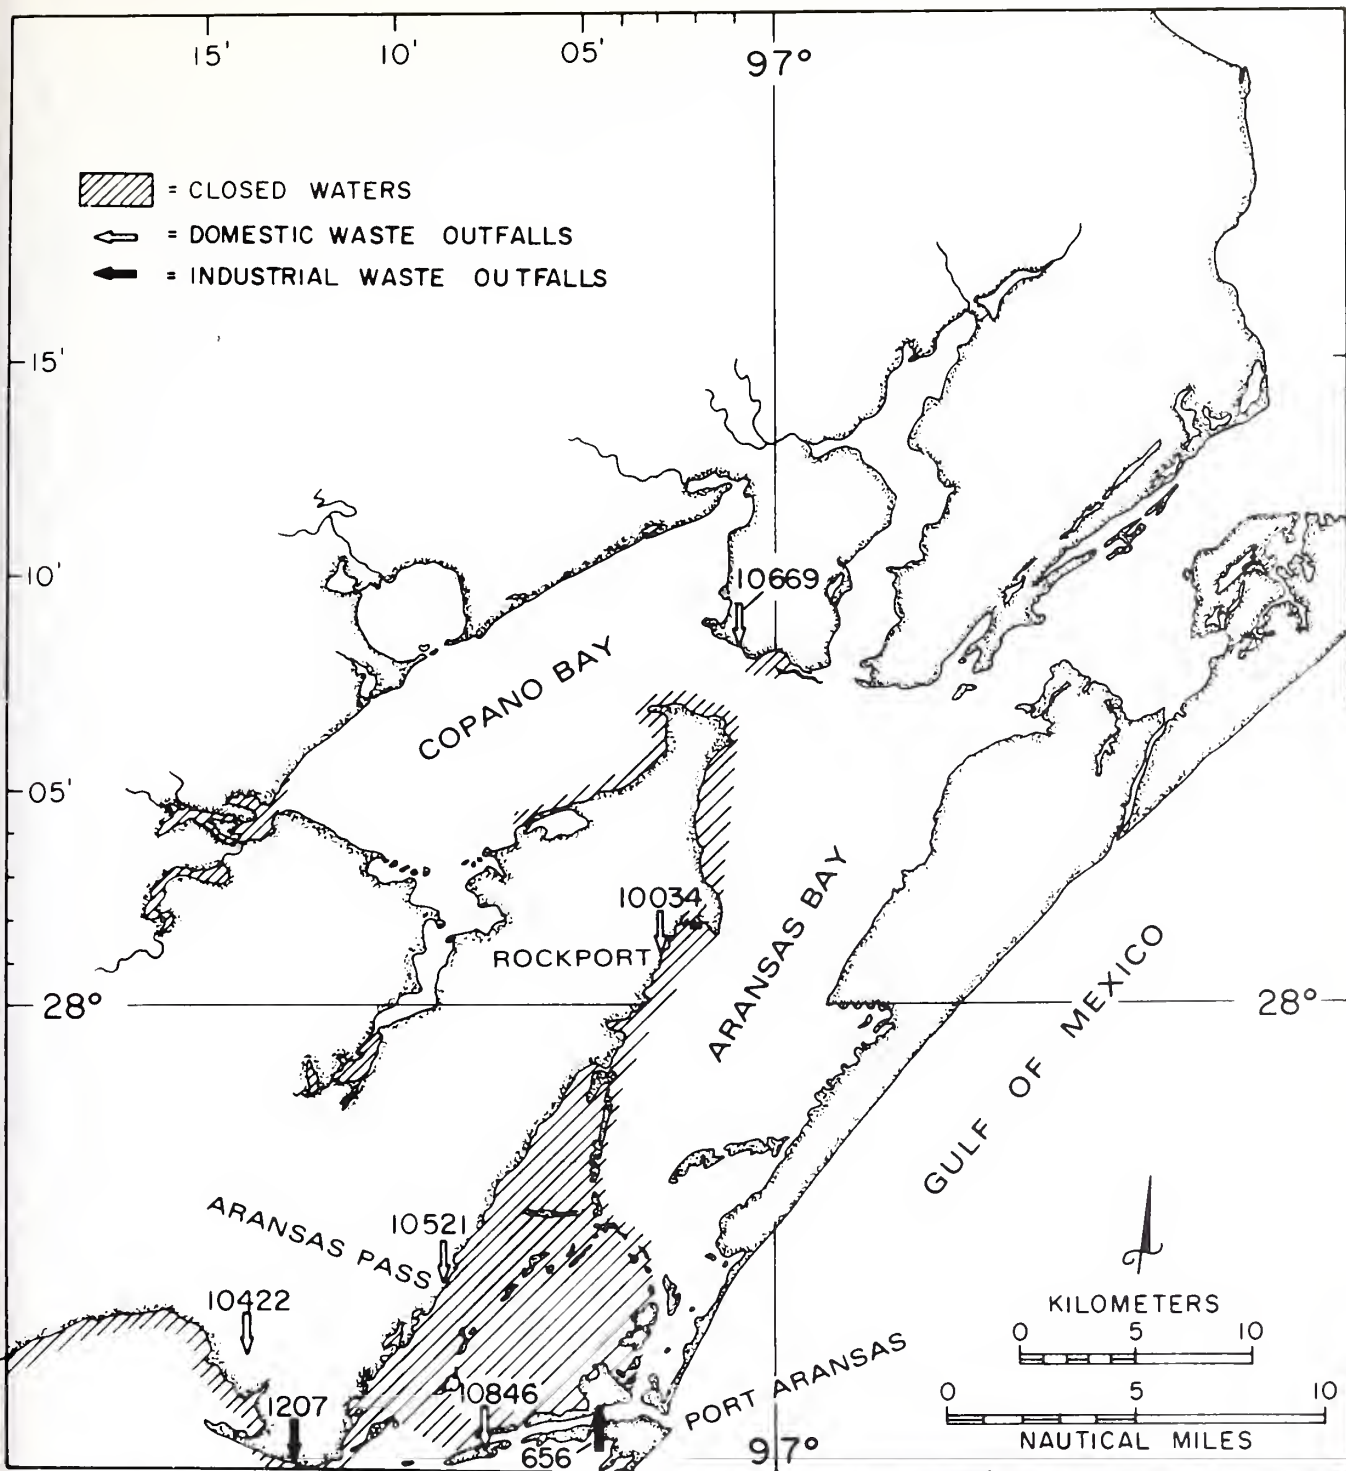 15' 10' 05' 97°
= CLOSED WATERS
= DOMESTIC WASTE OUTFALLS
= INDUSTRIAL WASTE OUTFALLS
15'
10'
10669
COPANO BAY
05'
10034
ROCKPORT
ARANSAS BAY
28°
28°
GULF OF MEXICO
ARANSAS PASS
10521
10422
KILOMETERS
0 5 10
1207
10846
656
PORT ARANSAS
0 5 10
NAUTICAL MILES
97°